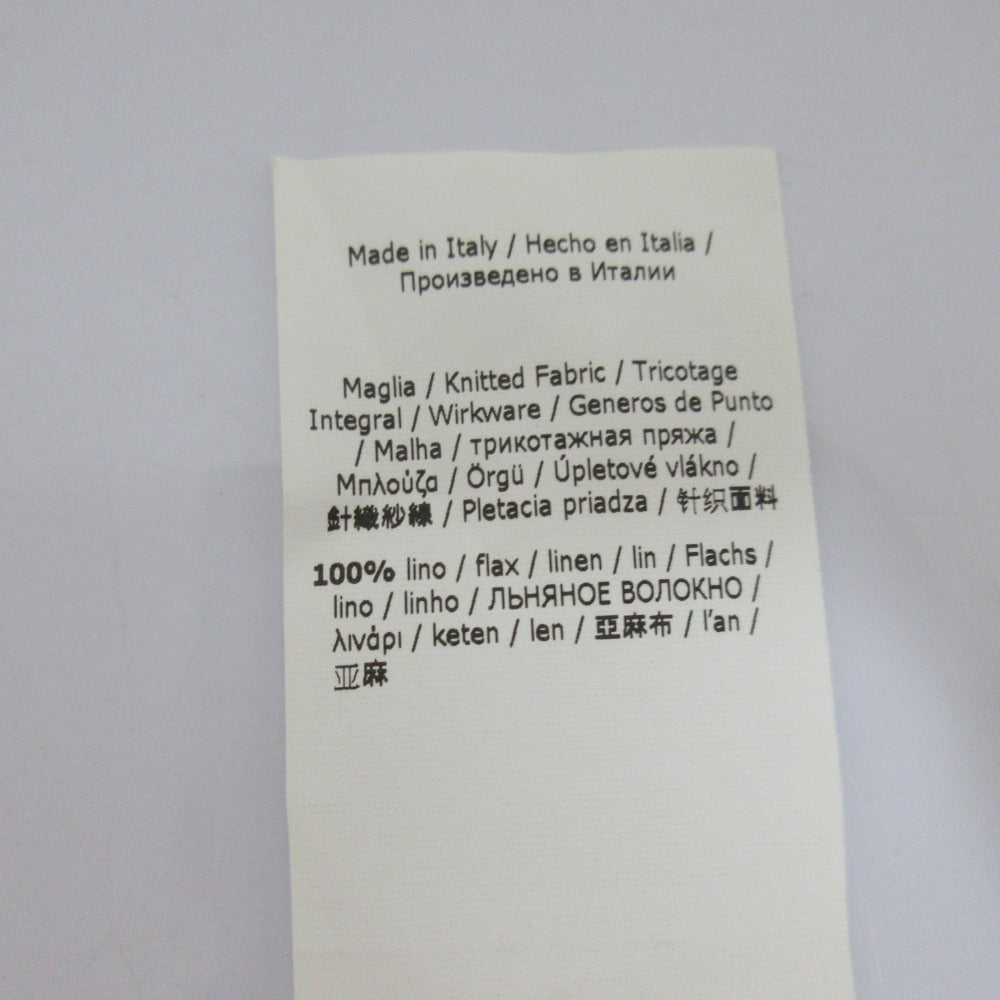 Made in Italy / Hecho en Italia /
Произведено в Италии
Maglia / Knitted Fabric / Tricotage
Integral / Wirkware / Generos de Punto
/ Malha / трикотажная пряжа /
Μπλούζα / Örgü / Úpletové vlákno /
針織紗線 / Pletacia priadza / 针织面料
100% lino / flax / linen / lin / Flachs /
lino / linho / ЛЬНЯНОЕ ВОЛОКНО /
λινάρι / keten / len / 亞麻布 / l'an /
亚麻